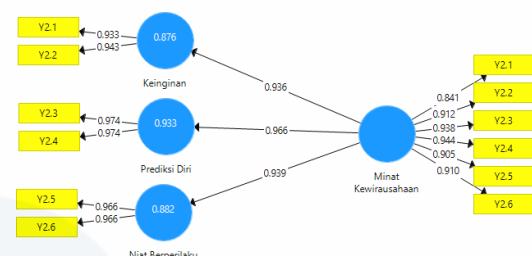 Y2.1
0.933
0.943
Y2.2
0.876
Keinginan
0.936
Y2.3
0.974
0.974
Y2.4
0.933
Prediksi Diri
0.966
Y2.5
0.966
0.966
Y2.6
0.882
Niat Berperilaku
0.939
Minat
Kewirausahaan
0.841
0.912
0.938
0.944
0.905
0.910
Y2.1
Y2.2
Y2.3
Y2.4
Y2.5
Y2.6